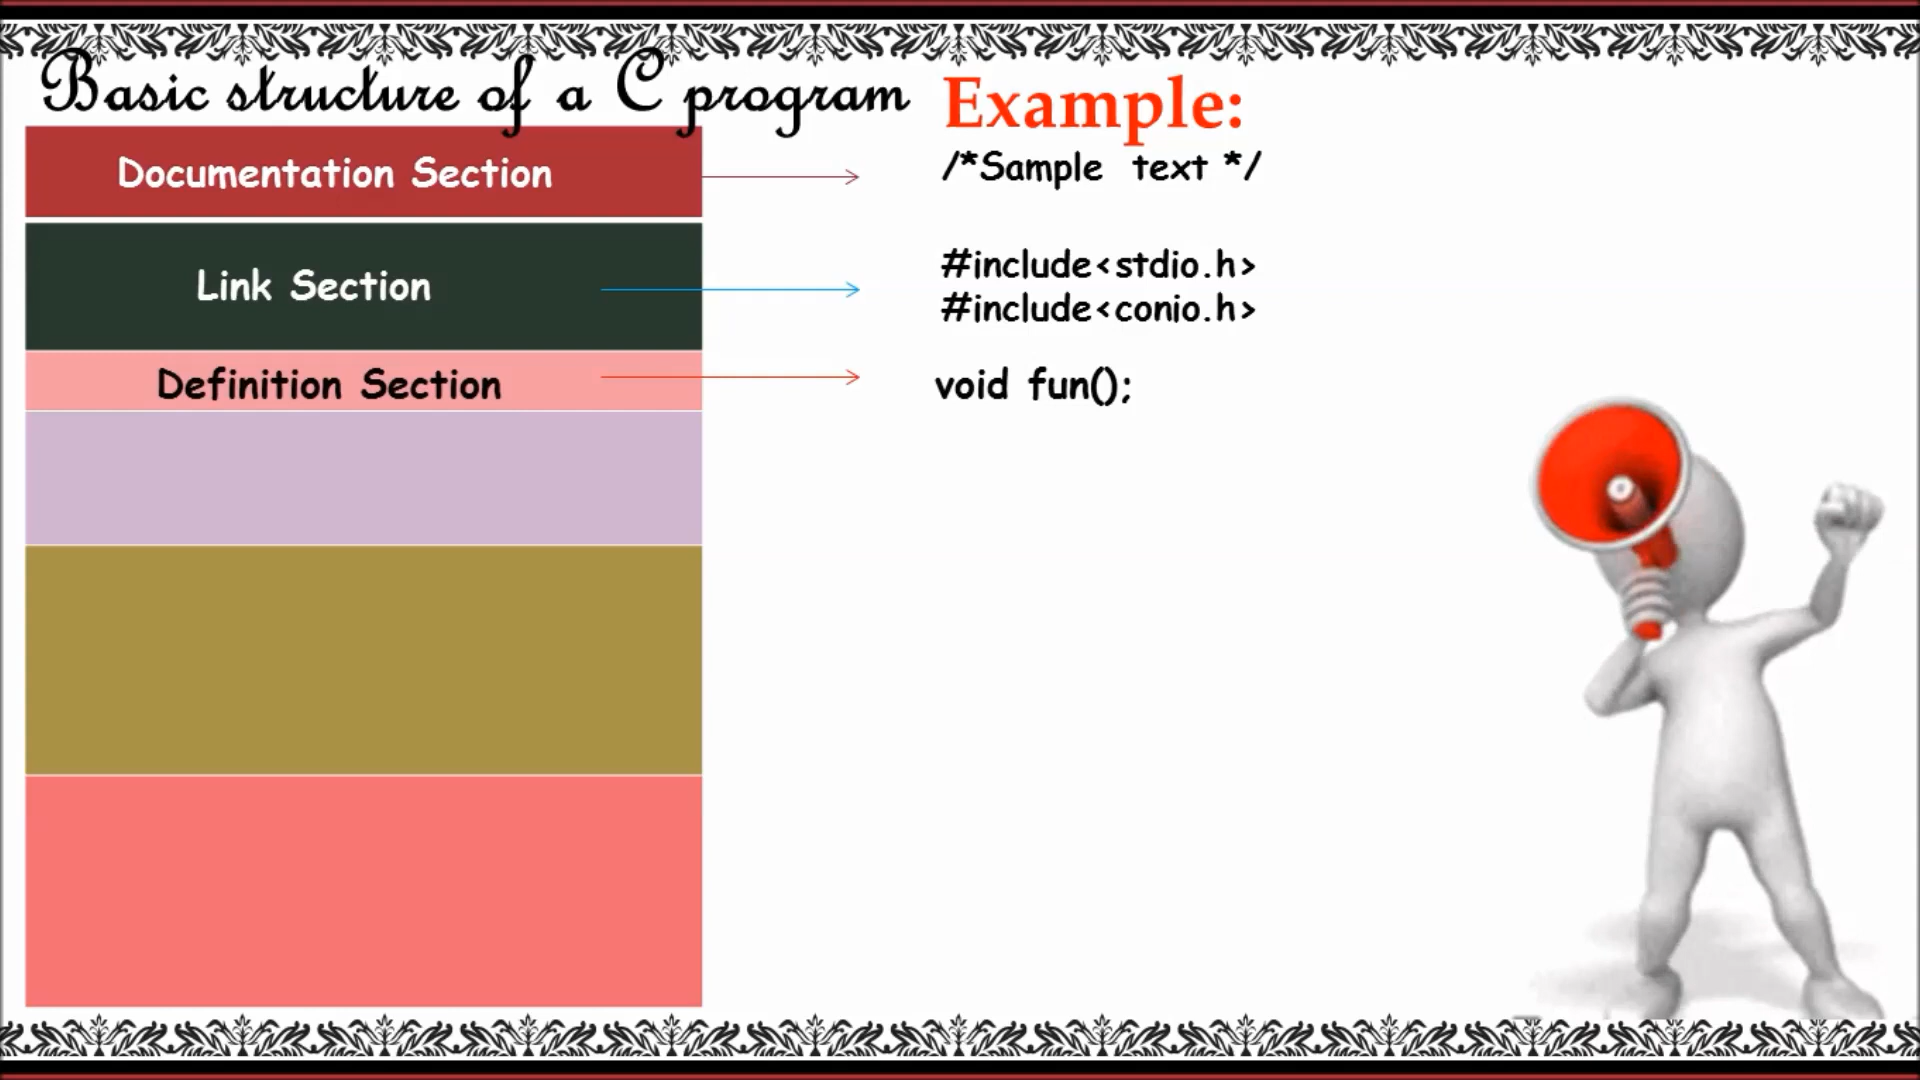 Basic structure of a C program
Example:
Documentation Section
/*Sample text */
Link Section
#include<stdio.h>
#include<conio.h>
Definition Section
void fun();